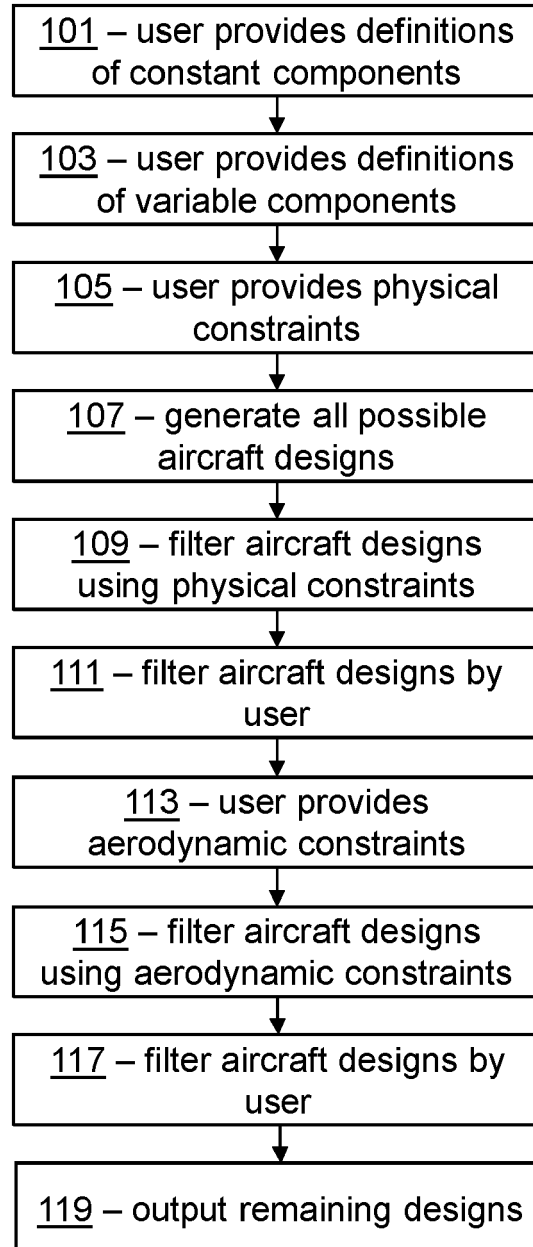 101 – user provides definitions
of constant components
103 – user provides definitions
of variable components
105 – user provides physical
constraints
107 – generate all possible
aircraft designs
109 – filter aircraft designs
using physical constraints
111 – filter aircraft designs by
user
113 – user provides
aerodynamic constraints
115 – filter aircraft designs
using aerodynamic constraints
117 – filter aircraft designs by
user
119 – output remaining designs